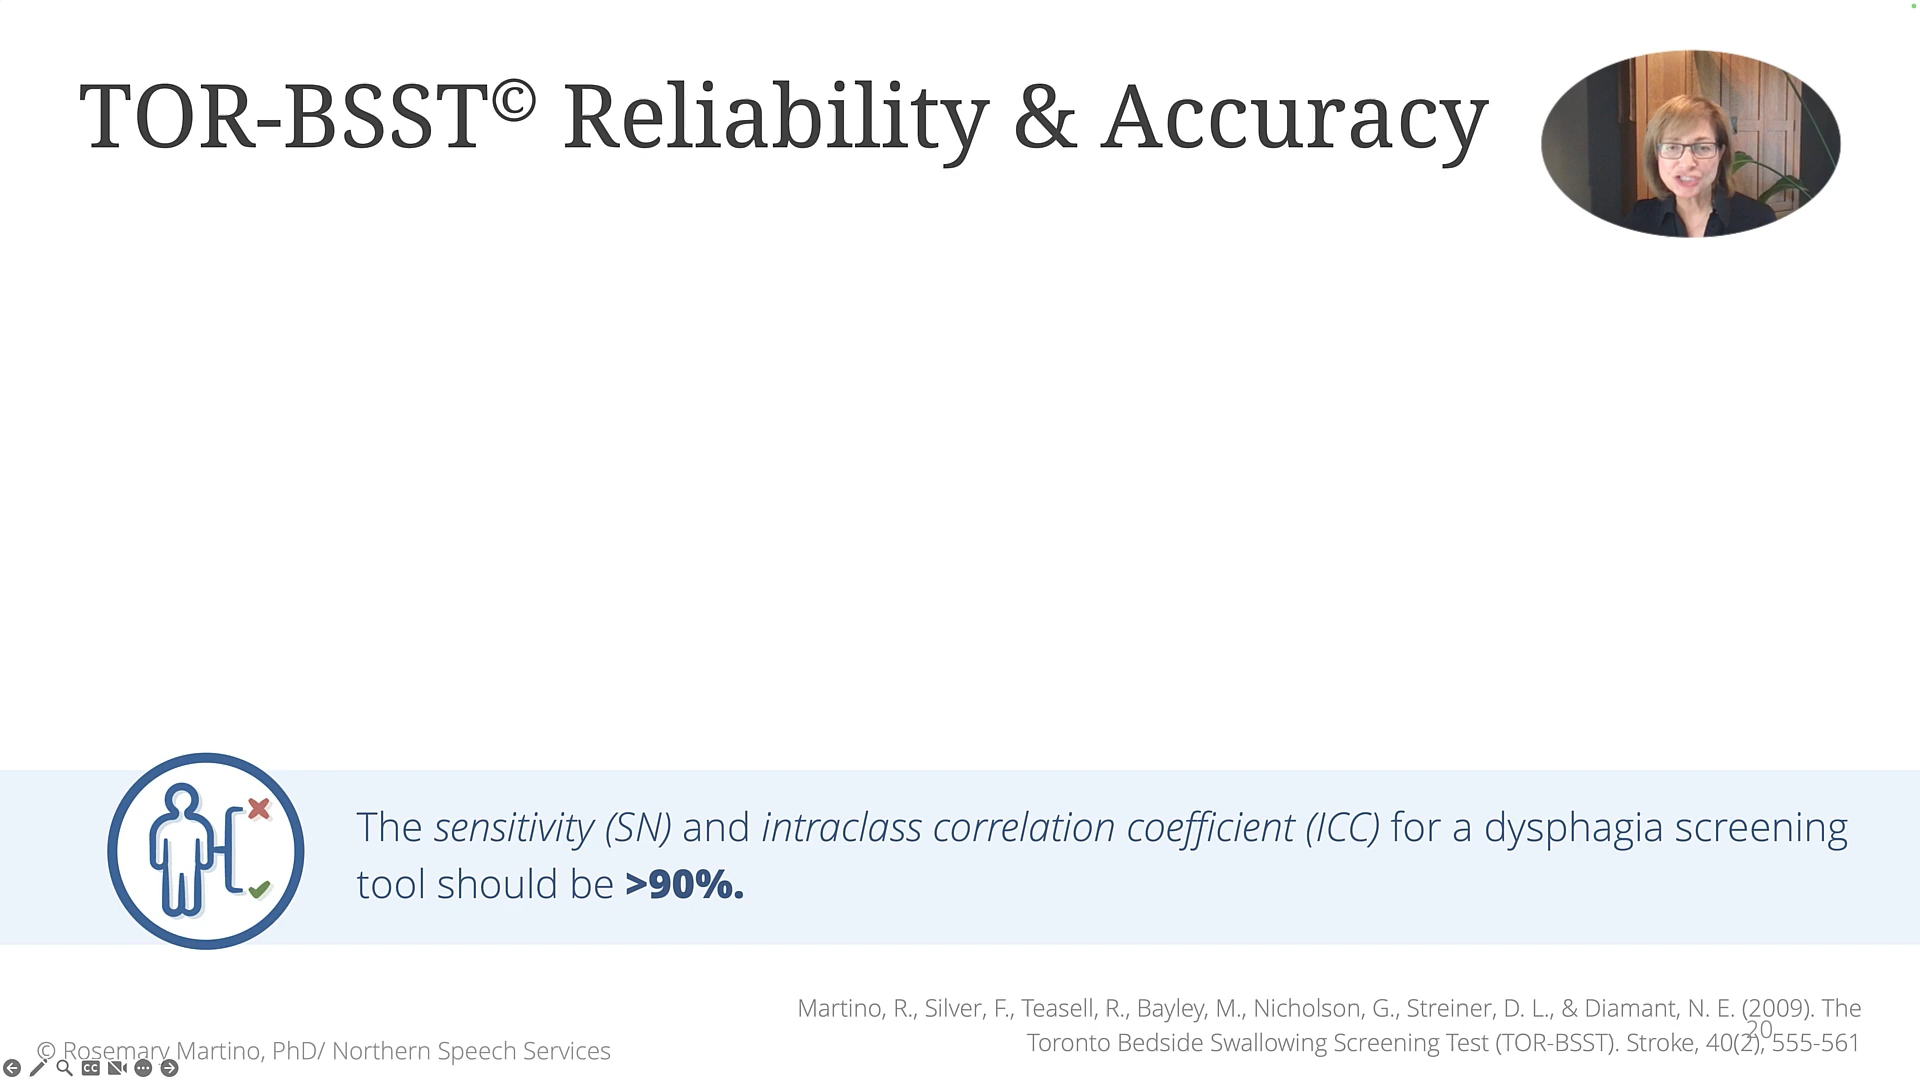 TOR-BSST© Reliability & Accuracy
The sensitivity (SN) and intraclass correlation coefficient (ICC) for a dysphagia screening
tool should be >90%.
Martino, R., Silver, F., Teasell, R., Bayley, M., Nicholson, G., Streiner, D. L., & Diamant, N. E. (2009). The
Toronto Bedside Swallowing Screening Test (TOR-BSST). Stroke, 40(2), 555-561
20
© Rosemary Martino, PhD/ Northern Speech Services
CC